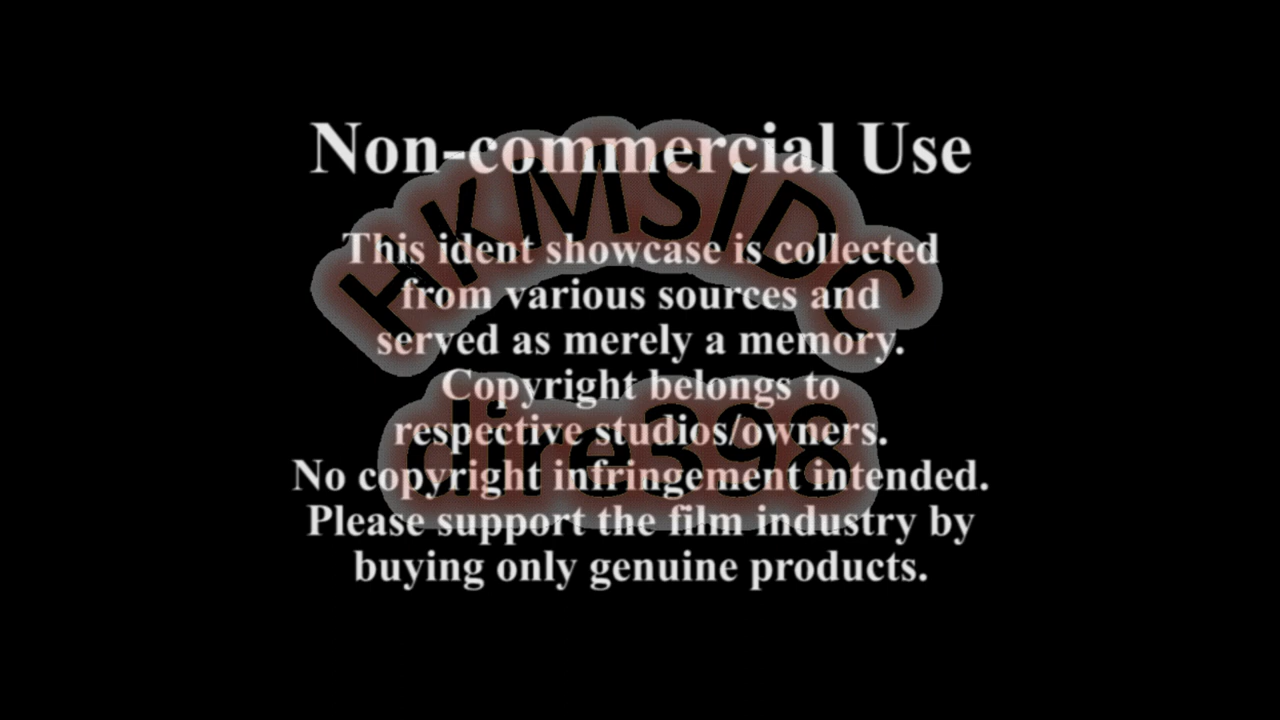 Non-commercial Use
HKMSIDC
This ident showcase is collected
from various sources and
served as merely a memory.
Copyright belongs to
respective studios/owners.
dire398
No copyright infringement intended.
Please support the film industry by
buying only genuine products.